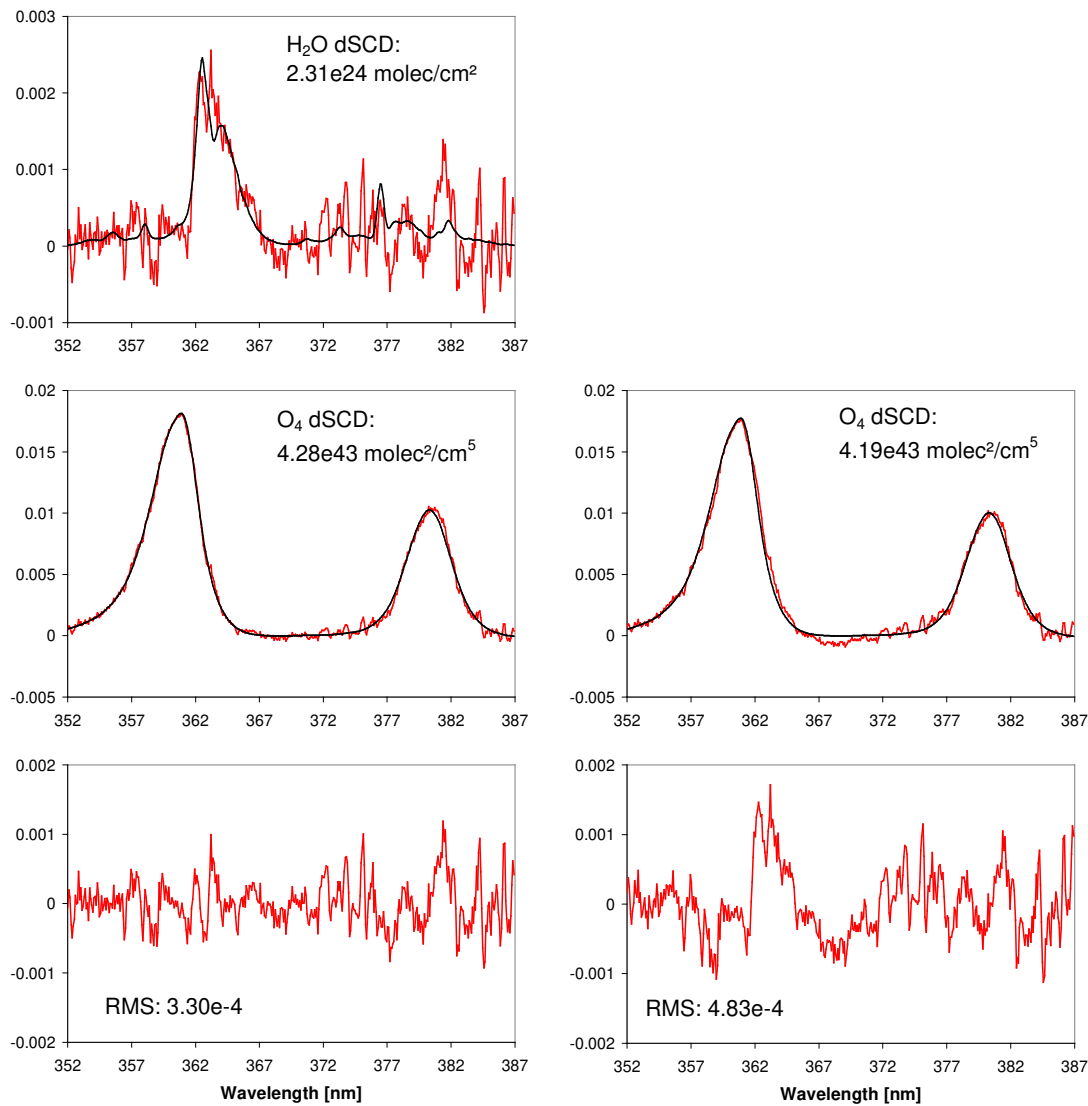 0.003
0.002
0.001
0
-0.001
H₂O dSCD:
2.31e24 molec/cm²
352 357 362 367 372 377 382 387
0.02
0.015
0.01
0.005
0
-0.005
O₄ dSCD:
4.28e43 molec²/cm⁵
352 357 362 367 372 377 382 387
0.02
0.015
0.01
0.005
0
-0.005
O₄ dSCD:
4.19e43 molec²/cm⁵
352 357 362 367 372 377 382 387
0.002
0.001
0
-0.001
-0.002
RMS: 3.30e-4
352 357 362 367 372 377 382 387
Wavelength [nm]
0.002
0.001
0
-0.001
-0.002
RMS: 4.83e-4
352 357 362 367 372 377 382 387
Wavelength [nm]